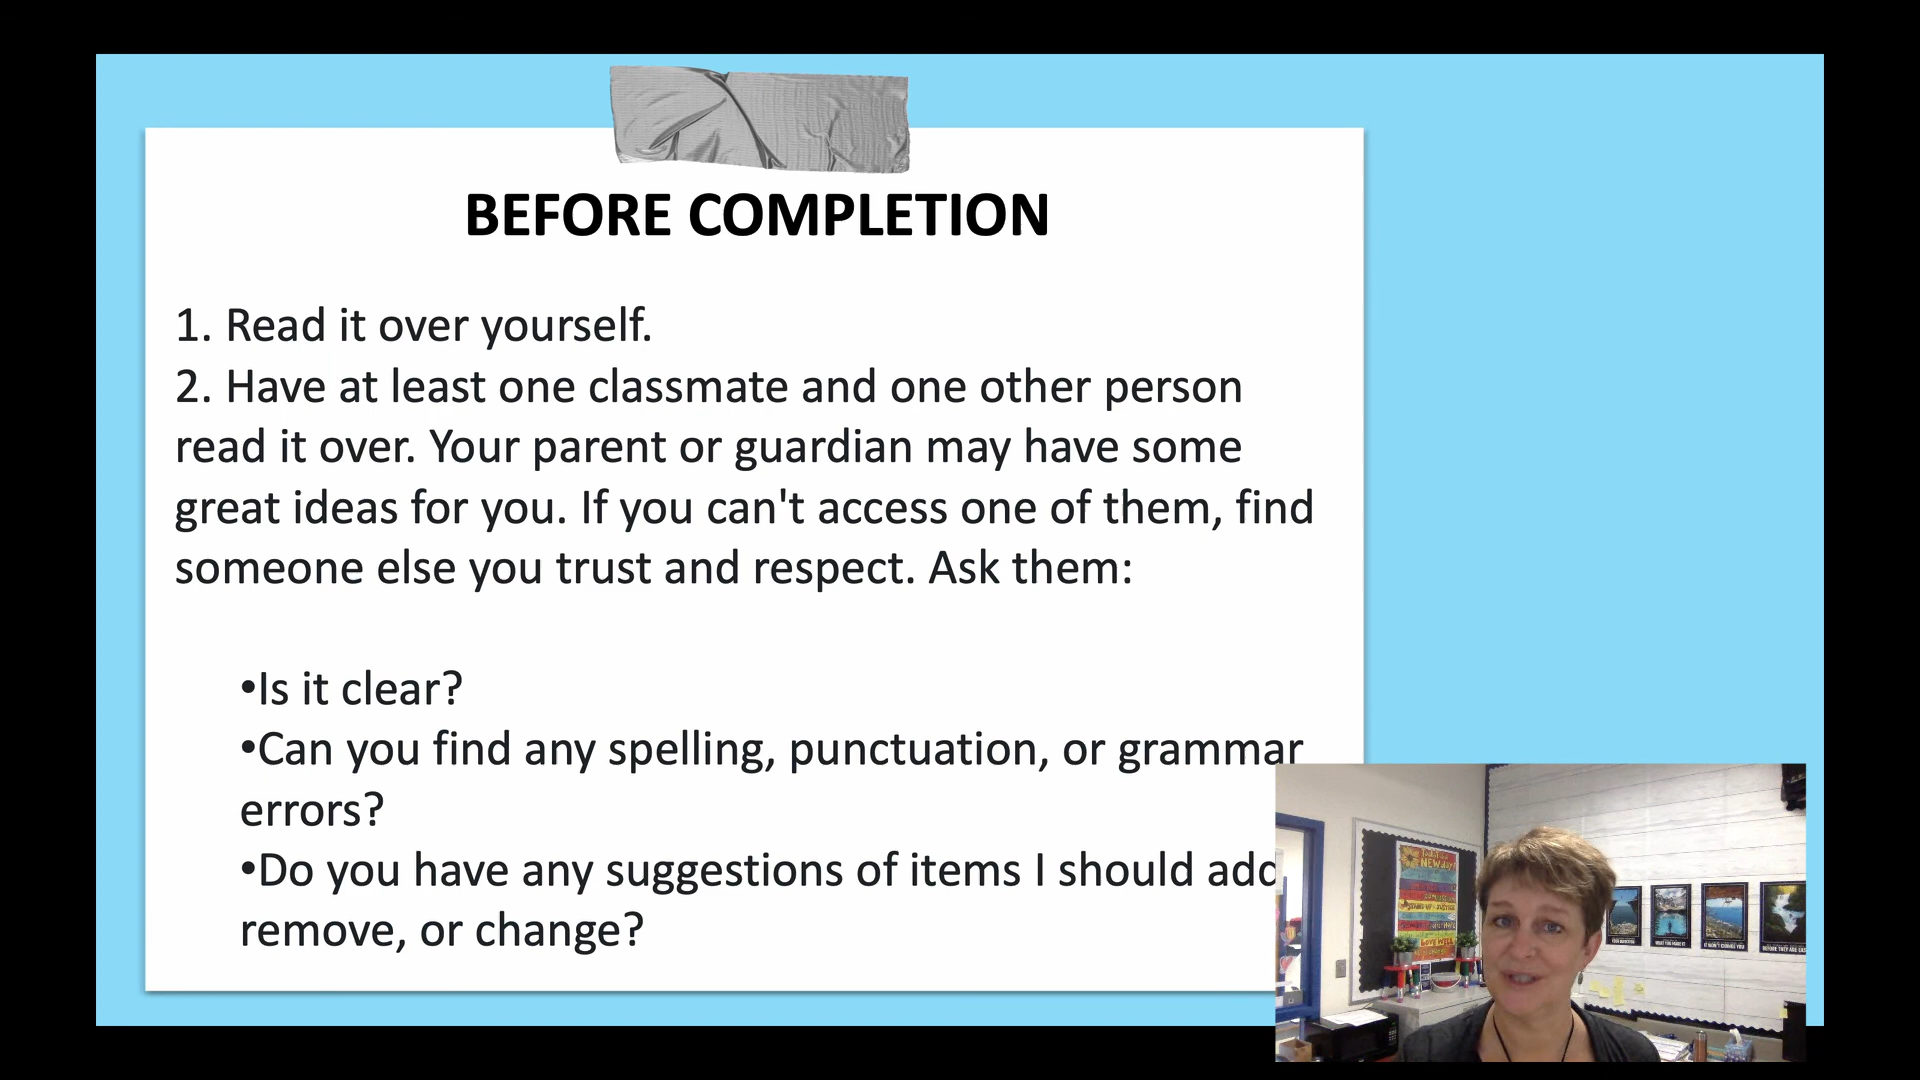 BEFORE COMPLETION
1. Read it over yourself.
2. Have at least one classmate and one other person
read it over. Your parent or guardian may have some
great ideas for you. If you can't access one of them, find
someone else you trust and respect. Ask them:
•Is it clear?
•Can you find any spelling, punctuation, or grammar
errors?
•Do you have any suggestions of items I should add
remove, or change?